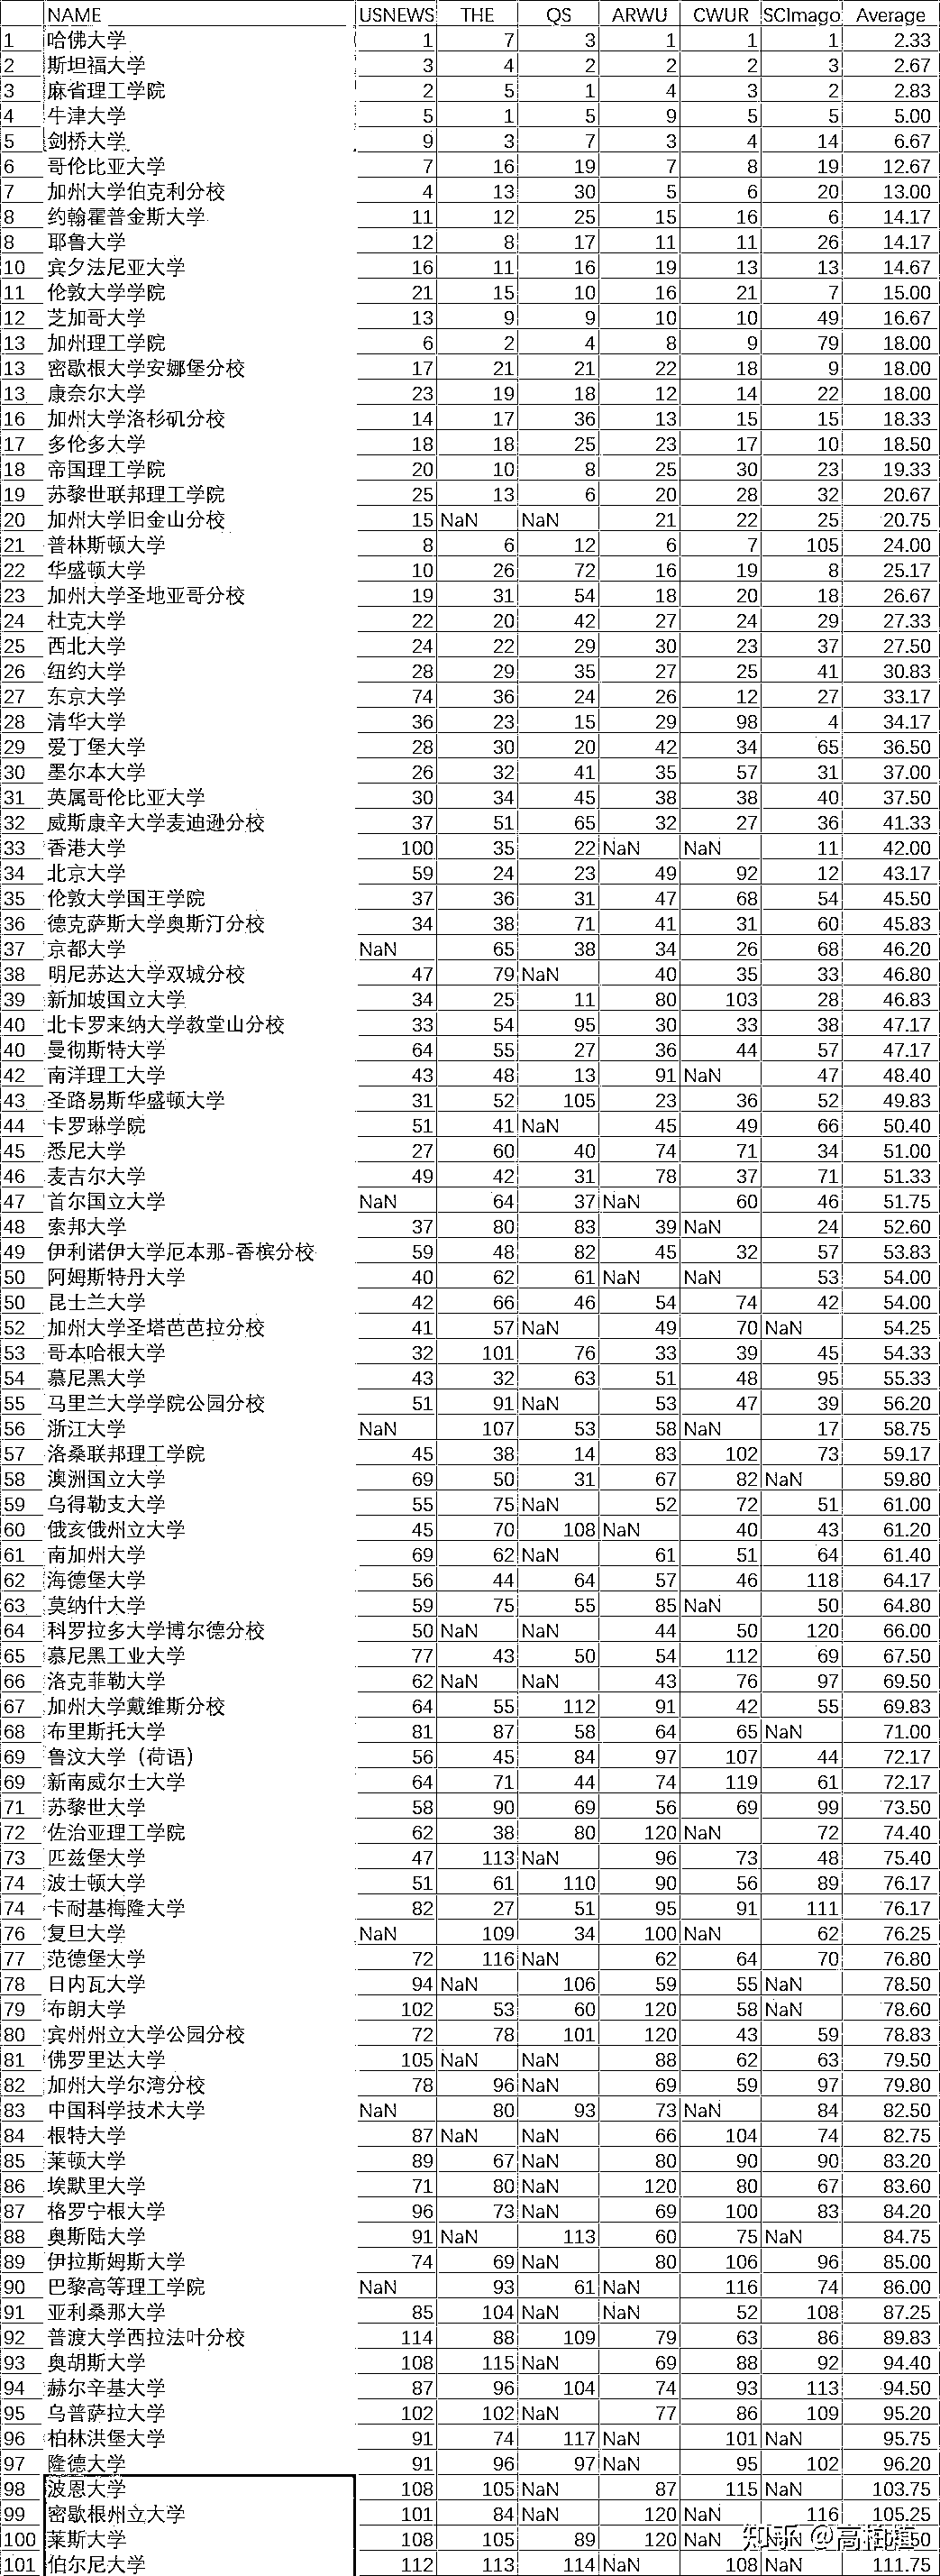 NAME USNEWS THE QS ARWU CWUR SCImago Average
1 哈佛大学 1 7 3 1 1 1 2.33
2 斯坦福大学 3 4 2 2 2 3 2.67
3 麻省理工学院 2 5 1 4 3 2 2.83
4 牛津大学 5 1 5 9 5 5 5.00
5 剑桥大学 9 3 7 3 4 14 6.67
6 哥伦比亚大学 7 16 19 7 8 19 12.67
7 加州大学伯克利分校 4 13 30 5 6 20 13.00
8 约翰霍普金斯大学 11 12 25 15 16 6 14.17
8 耶鲁大学 12 8 17 11 11 26 14.17
10 宾夕法尼亚大学 16 11 16 19 13 13 14.67
11 伦敦大学学院 21 15 10 16 21 7 15.00
12 芝加哥大学 13 9 9 10 10 49 16.67
13 加州理工学院 6 2 4 8 9 79 18.00
13 密歇根大学安娜堡分校 17 21 21 22 18 9 18.00
13 康奈尔大学 23 19 18 12 14 22 18.00
16 加州大学洛杉矶分校 14 17 36 13 15 15 18.33
17 多伦多大学 18 18 25 23 17 10 18.50
18 帝国理工学院 20 10 8 25 30 23 19.33
19 苏黎世联邦理工学院 25 13 6 20 28 32 20.67
20 加州大学旧金山分校 15 NaN NaN 21 22 25 20.75
21 普林斯顿大学 8 6 12 6 7 105 24.00
22 华盛顿大学 10 26 72 16 19 8 25.17
23 加州大学圣地亚哥分校 19 31 54 18 20 18 26.67
24 杜克大学 22 20 42 27 24 29 27.33
25 西北大学 24 22 29 30 23 37 27.50
26 纽约大学 28 29 35 27 25 41 30.83
27 东京大学 74 36 24 26 12 27 33.17
28 清华大学 36 23 15 29 98 4 34.17
29 爱丁堡大学 28 30 20 42 34 65 36.50
30 墨尔本大学 26 32 41 35 57 31 37.00
31 英属哥伦比亚大学 30 34 45 38 38 40 37.50
32 威斯康辛大学麦迪逊分校 37 51 65 32 27 36 41.33
33 香港大学 100 35 22 NaN NaN 11 42.00
34 北京大学 59 24 23 49 92 12 43.17
35 伦敦大学国王学院 37 36 31 47 68 54 45.50
36 德克萨斯大学奥斯汀分校 34 38 71 41 31 60 45.83
37 京都大学 NaN 65 38 34 26 68 46.20
38 明尼苏达大学双城分校 47 79 NaN 40 35 33 46.80
39 新加坡国立大学 34 25 11 80 103 28 46.83
40 北卡罗来纳大学教堂山分校 33 54 95 30 33 38 47.17
40 曼彻斯特大学 64 55 27 36 44 57 47.17
42 南洋理工大学 43 48 13 91 NaN 47 48.40
43 圣路易斯华盛顿大学 31 52 105 23 36 52 49.83
44 卡罗琳学院 51 41 NaN 45 49 66 50.40
45 悉尼大学 27 60 40 74 71 34 51.00
46 麦吉尔大学 49 42 31 78 37 71 51.33
47 首尔国立大学 NaN 64 37 NaN 60 46 51.75
48 索邦大学 37 80 83 39 NaN 24 52.60
49 伊利诺伊大学厄本那-香槟分校 59 48 82 45 32 57 53.83
50 阿姆斯特丹大学 40 62 61 NaN NaN 53 54.00
50 昆士兰大学 42 66 46 54 74 42 54.00
52 加州大学圣塔芭芭拉分校 41 57 NaN 49 70 NaN 54.25
53 哥本哈根大学 32 101 76 33 39 45 54.33
54 慕尼黑大学 43 32 63 51 48 95 55.33
55 马里兰大学学院公园分校 51 91 NaN 53 47 39 56.20
56 浙江大学 NaN 107 53 58 NaN 17 58.75
57 洛桑联邦理工学院 45 38 14 83 102 73 59.17
58 澳洲国立大学 69 50 31 67 82 NaN 59.80
59 乌得勒支大学 55 75 NaN 52 72 51 61.00
60 俄亥俄州立大学 45 70 108 NaN 40 43 61.20
61 南加州大学 69 62 NaN 61 51 64 61.40
62 海德堡大学 56 44 64 57 46 118 64.17
63 莫纳什大学 59 75 55 85 NaN 50 64.80
64 科罗拉多大学博尔德分校 50 NaN NaN 44 50 120 66.00
65 慕尼黑工业大学 77 43 50 54 112 69 67.50
66 洛克菲勒大学 62 NaN NaN 43 76 97 69.50
67 加州大学戴维斯分校 64 55 112 91 42 55 69.83
68 布里斯托大学 81 87 58 64 65 NaN 71.00
69 鲁汶大学（荷语） 56 45 84 97 107 44 72.17
69 新南威尔士大学 64 71 44 74 119 61 72.17
71 苏黎世大学 58 90 69 56 69 99 73.50
72 佐治亚理工学院 62 38 80 120 NaN 72 74.40
73 匹兹堡大学 47 113 NaN 96 73 48 75.40
74 波士顿大学 51 61 110 90 56 89 76.17
74 卡耐基梅隆大学 82 27 51 95 91 111 76.17
76 复旦大学 NaN 109 34 100 NaN 62 76.25
77 范德堡大学 72 116 NaN 62 64 70 76.80
78 日内瓦大学 94 NaN 106 59 55 NaN 78.50
79 布朗大学 102 53 60 120 58 NaN 78.60
80 宾州州立大学公园分校 72 78 101 120 43 59 78.83
81 佛罗里达大学 105 NaN NaN 88 62 63 79.50
82 加州大学尔湾分校 78 96 NaN 69 59 97 79.80
83 中国科学技术大学 NaN 80 93 73 NaN 84 82.50
84 根特大学 87 NaN NaN 66 104 74 82.75
85 莱顿大学 89 67 NaN 80 90 90 83.20
86 埃默里大学 71 80 NaN 120 80 67 83.60
87 格罗宁根大学 96 73 NaN 69 100 83 84.20
88 奥斯陆大学 91 NaN 113 60 75 NaN 84.75
89 伊拉斯姆斯大学 74 69 NaN 80 106 96 85.00
90 巴黎高等理工学院 NaN 93 61 NaN 116 74 86.00
91 亚利桑那大学 85 104 NaN NaN 52 108 87.25
92 普渡大学西拉法叶分校 114 88 109 79 63 86 89.83
93 奥胡斯大学 108 115 NaN 69 88 92 94.40
94 赫尔辛基大学 87 96 104 74 93 113 94.50
95 乌普萨拉大学 102 102 NaN 77 86 109 95.20
96 柏林洪堡大学 91 74 117 NaN 101 NaN 95.75
97 隆德大学 91 96 97 NaN 95 102 96.20
98 波恩大学 108 105 NaN 87 115 NaN 103.75
99 密歇根州立大学 101 84 NaN 120 NaN 116 105.25
100 莱斯大学 108 105 89 120 NaN 50
知乎
101 伯尔尼大学 112 113 114 NaN 108 NaN 111.75